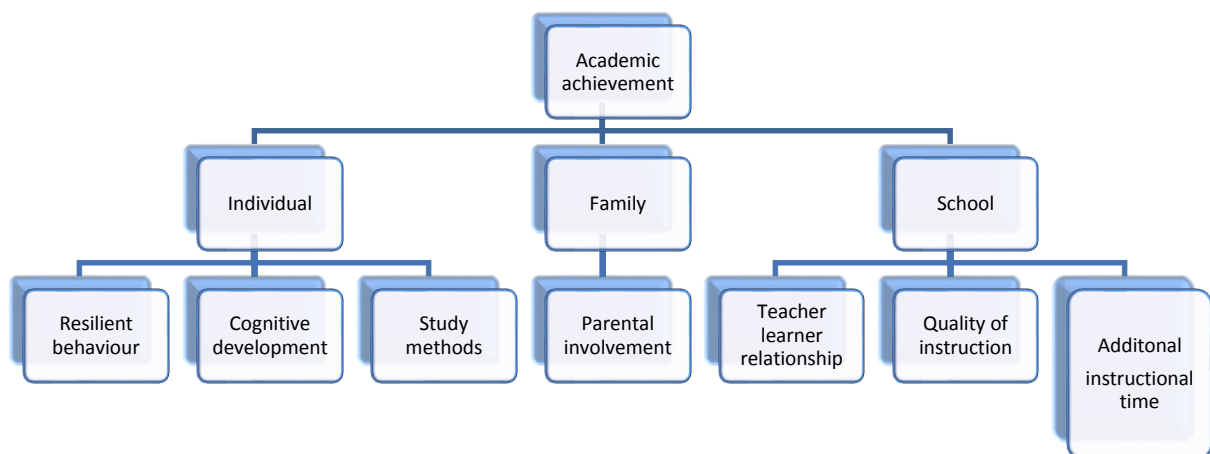 Academic
achievement
Individual
Family
School
Resilient
behaviour
Cognitive
development
Study
methods
Parental
involvement
Teacher
learner
relationship
Quality of
instruction
Additonal
instructional
time